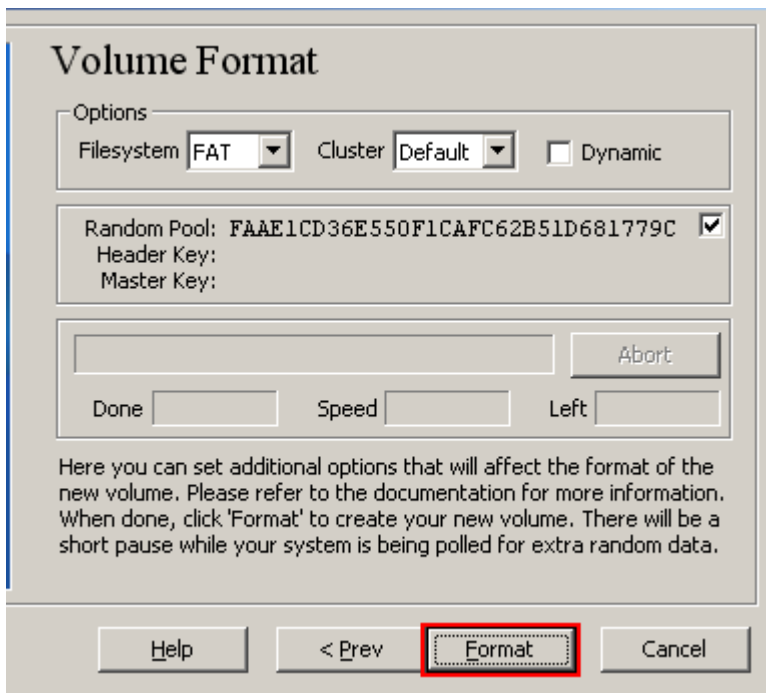 Volume Format
Options
Filesystem FAT Cluster Default Dynamic
Random Pool: FAAE1CD36E550F1CAFC62B51D681779C
Header Key:
Master Key:
Abort
Done Speed Left
Here you can set additional options that will affect the format of the
new volume. Please refer to the documentation for more information.
When done, click 'Format' to create your new volume. There will be a
short pause while your system is being polled for extra random data.
Help < Prev Format Cancel